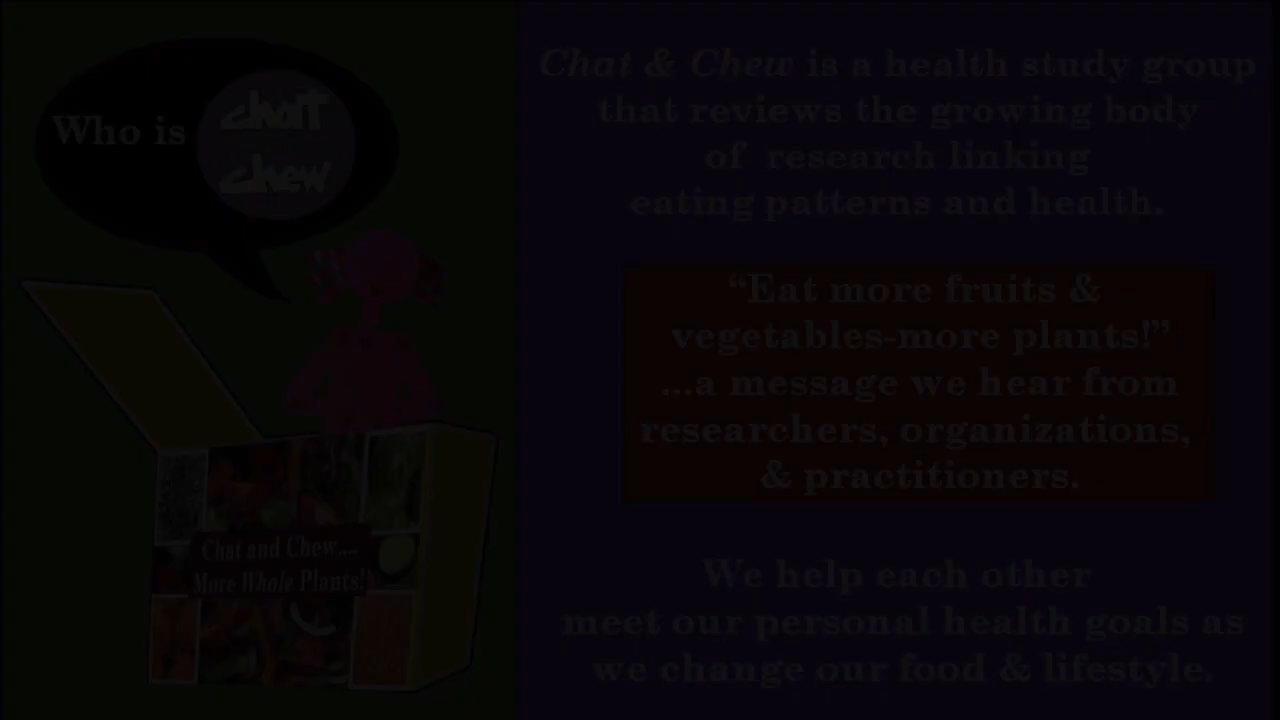 Who is
chat
chew
Chat and Chew....
More Whole Plants!
Chat & Chew is a health study group
that reviews the growing body
of research linking
eating patterns and health.
“Eat more fruits &
vegetables-more plants!”
...a message we hear from
researchers, organizations,
& practitioners.
We help each other
meet our personal health goals as
we change our food & lifestyle.